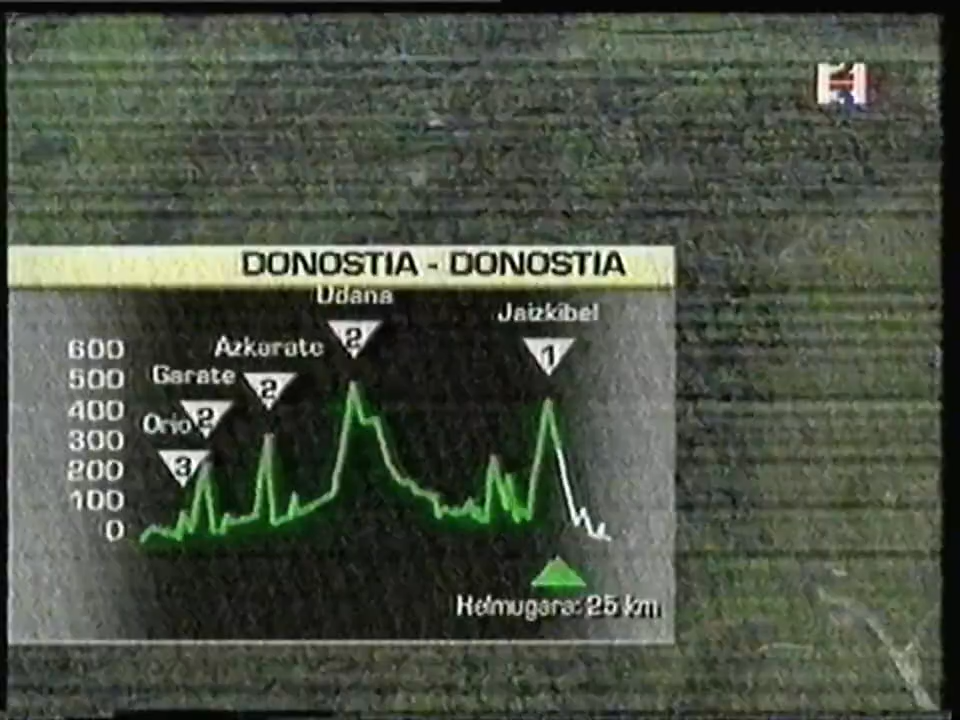 DONOSTIA - DONOSTIA
Udana
Jaizkibel
2
1
Azkarate
2
Garate
2
Orio
3
600
500
400
300
200
100
0
Helmugara: 25 km